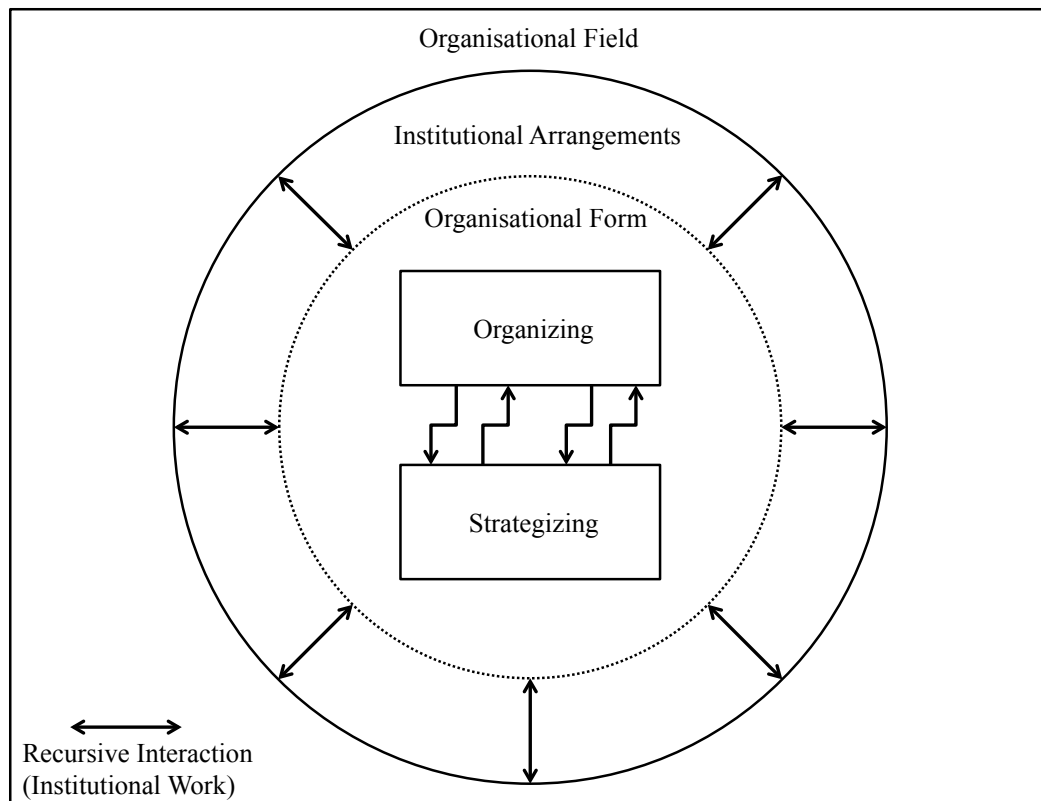 Organisational Field
Institutional Arrangements
Organisational Form
Organizing
Strategizing
Recursive Interaction
(Institutional Work)